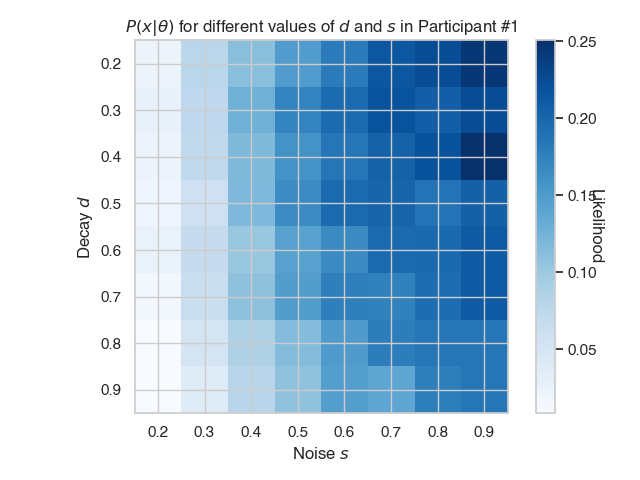 P(x|θ) for different values of d and s in Participant #1
Decay d
0.2
0.3
0.4
0.5
0.6
0.7
0.8
0.9
0.2 0.3 0.4 0.5 0.6 0.7 0.8 0.9
Noise s
0.25
0.20
0.15
0.10
0.05
Likelihood